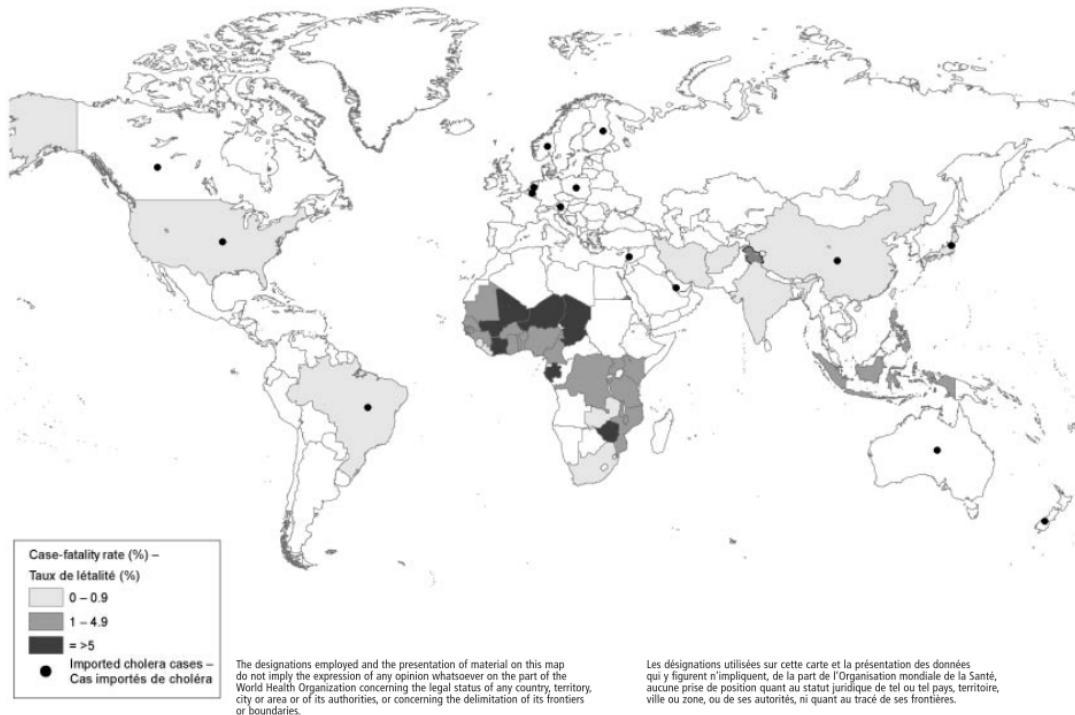 Case-fatality rate (%) –
Taux de létalité (%)
0 – 0.9
1 – 4.9
= >5
Imported cholera cases –
Cas importés de choléra
The designations employed and the presentation of material on this map
do not imply the expression of any opinion whatsoever on the part of the
World Health Organization concerning the legal status of any country, territory,
city or area or of its authorities, or concerning the delimitation of its frontiers
or boundaries.
Les désignations utilisées sur cette carte et la présentation des données
qui y figurent n'impliquent, de la part de l'Organisation mondiale de la Santé,
aucune prise de position quant au statut juridique de tel ou tel pays, territoire,
ville ou zone, ou de ses autorités, ni quant au tracé de ses frontières.